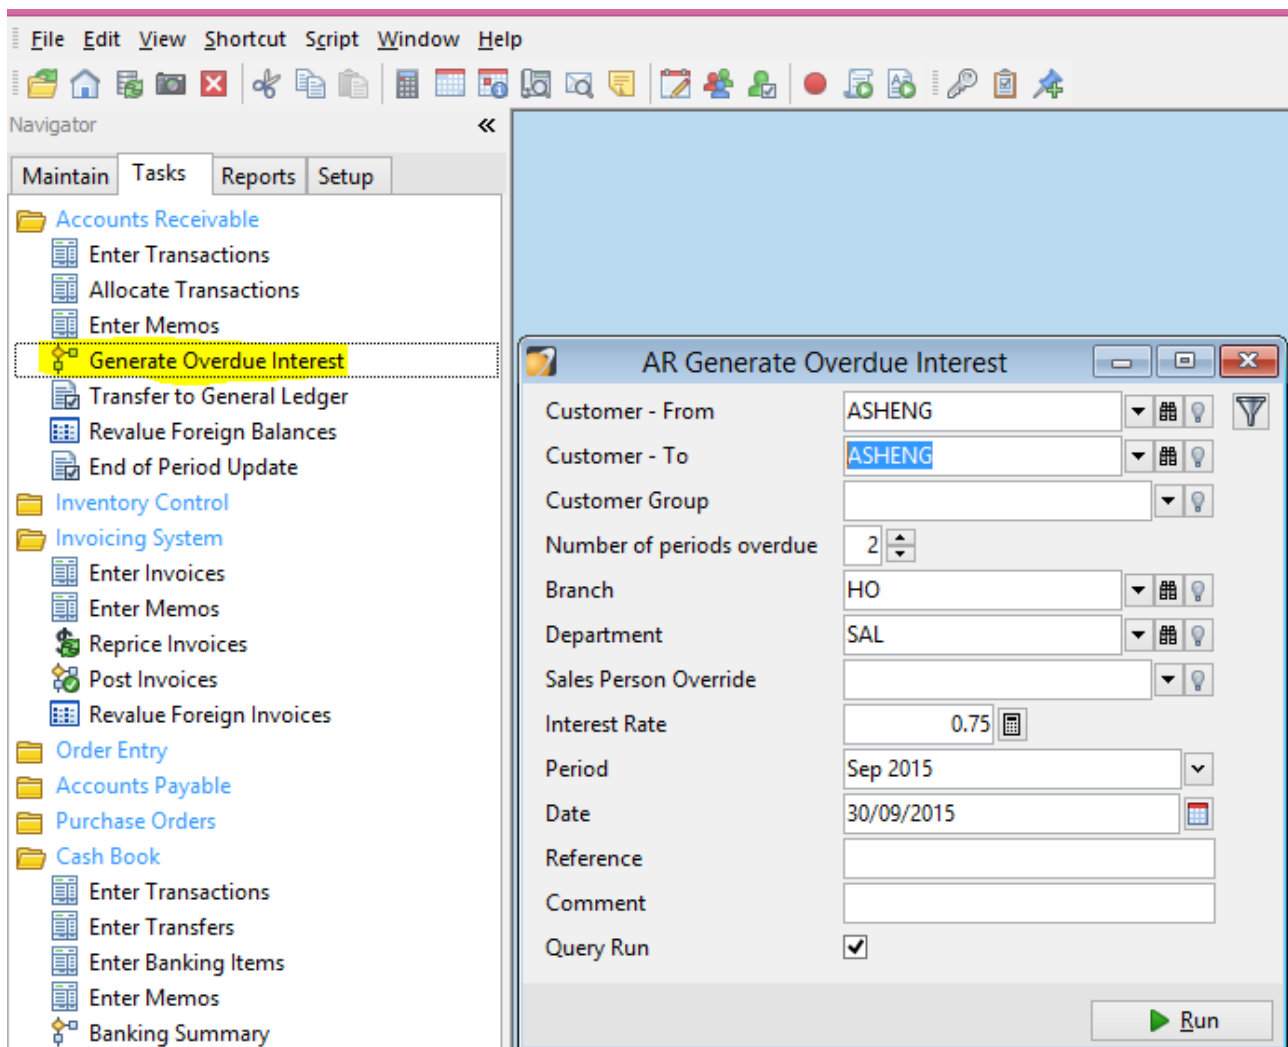 File Edit View Shortcut Script Window Help
Navigator
Maintain Tasks Reports Setup
Accounts Receivable
Enter Transactions
Allocate Transactions
Enter Memos
Generate Overdue Interest
Transfer to General Ledger
Revalue Foreign Balances
End of Period Update
Inventory Control
Invoicing System
Enter Invoices
Enter Memos
Reprice Invoices
Post Invoices
Revalue Foreign Invoices
Order Entry
Accounts Payable
Purchase Orders
Cash Book
Enter Transactions
Enter Transfers
Enter Banking Items
Enter Memos
Banking Summary
AR Generate Overdue Interest
Customer - From ASHENG
Customer - To ASHENG
Customer Group
Number of periods overdue 2
Branch HO
Department SAL
Sales Person Override
Interest Rate 0.75
Period Sep 2015
Date 30/09/2015
Reference
Comment
Query Run
Run